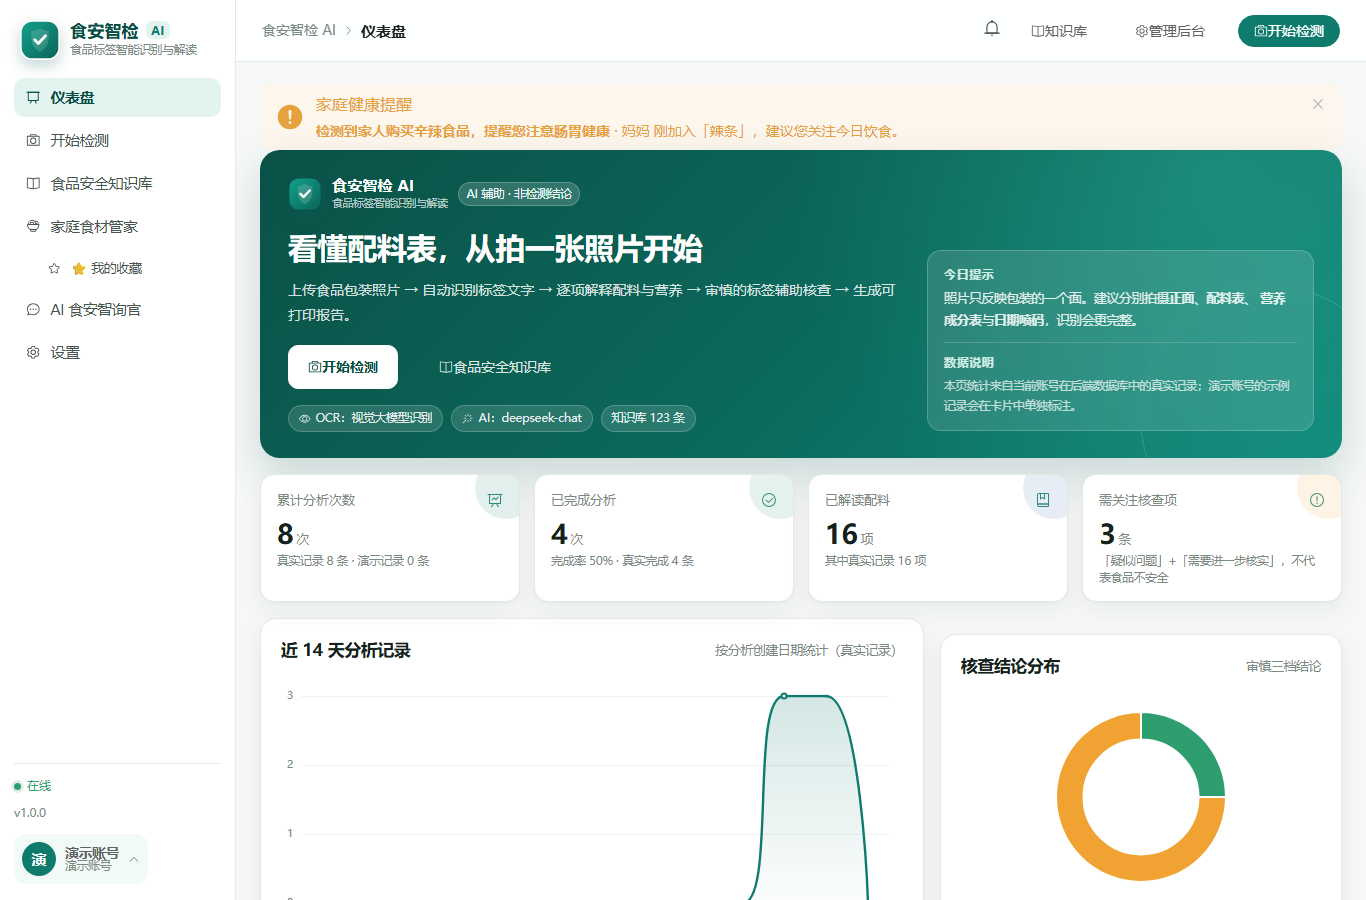 食安智检 AI
食品标签智能识别与解读
仪表盘
开始检测
食品安全知识库
家庭食材管家
我的收藏
AI 食安智询官
设置
在线
v1.0.0
演
演示账号
演示账号
食安智检 AI > 仪表盘
知识库
管理后台
开始检测
家庭健康提醒
检测到家人购买辛辣食品，提醒您注意肠胃健康 · 妈妈 刚加入「辣条」，建议您关注今日饮食。
食安智检 AI
食品标签智能识别与解读
AI 辅助 · 非检测结论
看懂配料表，从拍一张照片开始
上传食品包装照片 → 自动识别标签文字 → 逐项解释配料与营养 → 审慎的标签辅助核查 → 生成可
打印报告。
开始检测
食品安全知识库
OCR：视觉大模型识别
AI：deepseek-chat
知识库 123 条
今日提示
照片只反映包装的一个面。建议分别拍摄正面、配料表、营养
成分表与日期喷码，识别会更完整。
数据说明
本页统计来自当前账号在后端数据库中的真实记录；演示账号的示例
记录会在卡片中单独标注。
累计分析次数
8 次
真实记录 8 条 · 演示记录 0 条
已完成分析
4 次
完成率 50% · 真实完成 4 条
已解读配料
16 项
其中真实记录 16 项
需关注核查项
3 条
「疑似问题」+「需要进一步核实」，不代
表食品不安全
近 14 天分析记录
按分析创建日期统计（真实记录）
3
2
1
核查结论分布
审慎三档结论